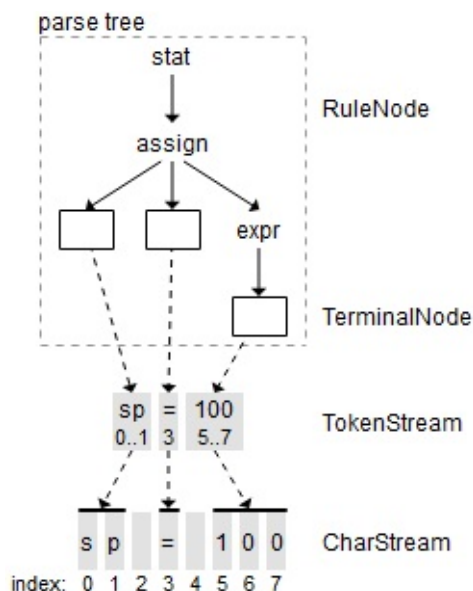 parse tree
stat
RuleNode
assign
expr
TerminalNode
sp = 100
0..1 3 5..7
TokenStream
s p = 1 0 0
CharStream
index: 0 1 2 3 4 5 6 7